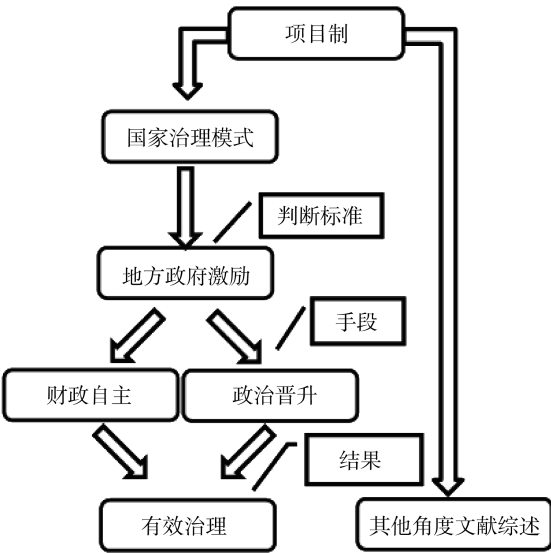 项目制
国家治理模式
判断标准
地方政府激励
手段
财政自主
政治晋升
结果
有效治理
其他角度文献综述